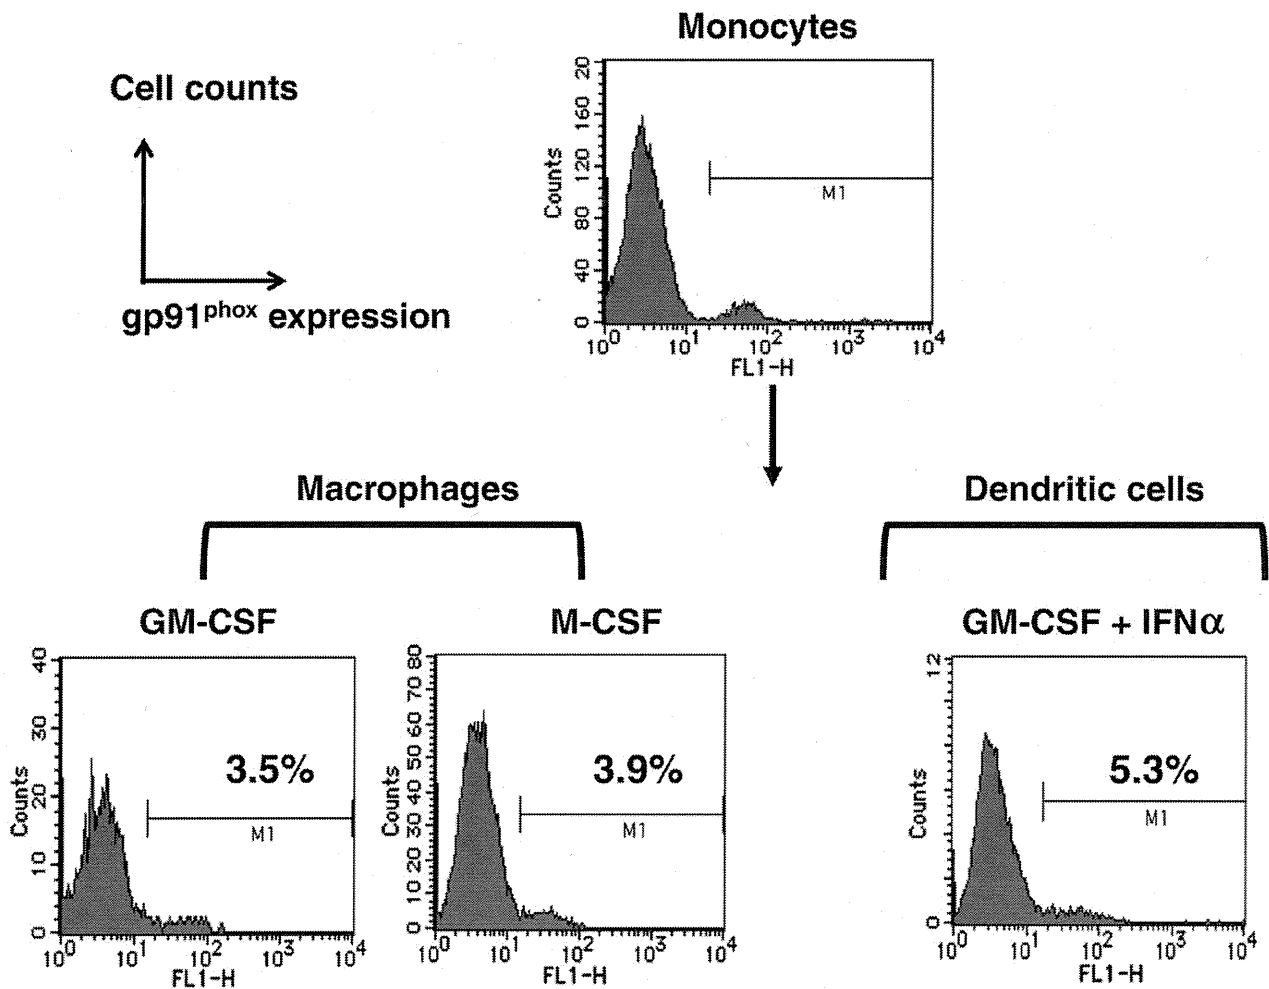 Monocytes
Cell counts
gp91phox expression
20
160
120
80
40
0
Counts
M1
10^0 10^1 10^2 10^3 10^4
FL1-H
Macrophages
Dendritic cells
GM-CSF
M-CSF
GM-CSF + IFNα
40
30
20
10
0
Counts
3.5%
M1
10^0 10^1 10^2 10^3 10^4
FL1-H
80
70
60
50
40
30
20
10
0
Counts
3.9%
M1
10^0 10^1 10^2 10^3 10^4
FL1-H
12
0
Counts
5.3%
M1
10^0 10^1 10^2 10^3 10^4
FL1-H